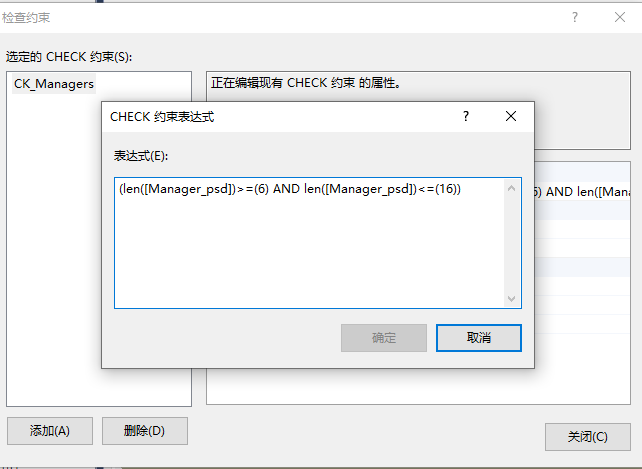 检查约束
选定的 CHECK 约束(S):
CK_Managers
正在编辑现有 CHECK 约束 的属性。
CHECK 约束表达式
表达式(E):
(len([Manager_psd])>=(6) AND len([Manager_psd])<=(16))
6) AND len([Mana
确定
取消
添加(A)
删除(D)
关闭(C)